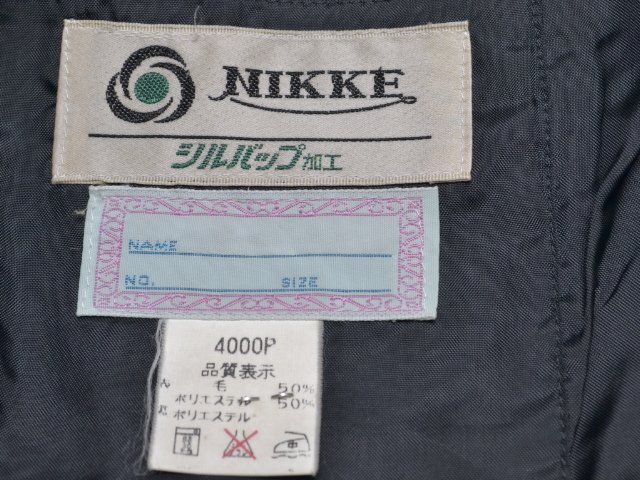 NIKKE
シルバップ加工
NAME
NO. SIZE
4000P
品質表示
毛 50%
ポリエステル 50%
ポリエステル